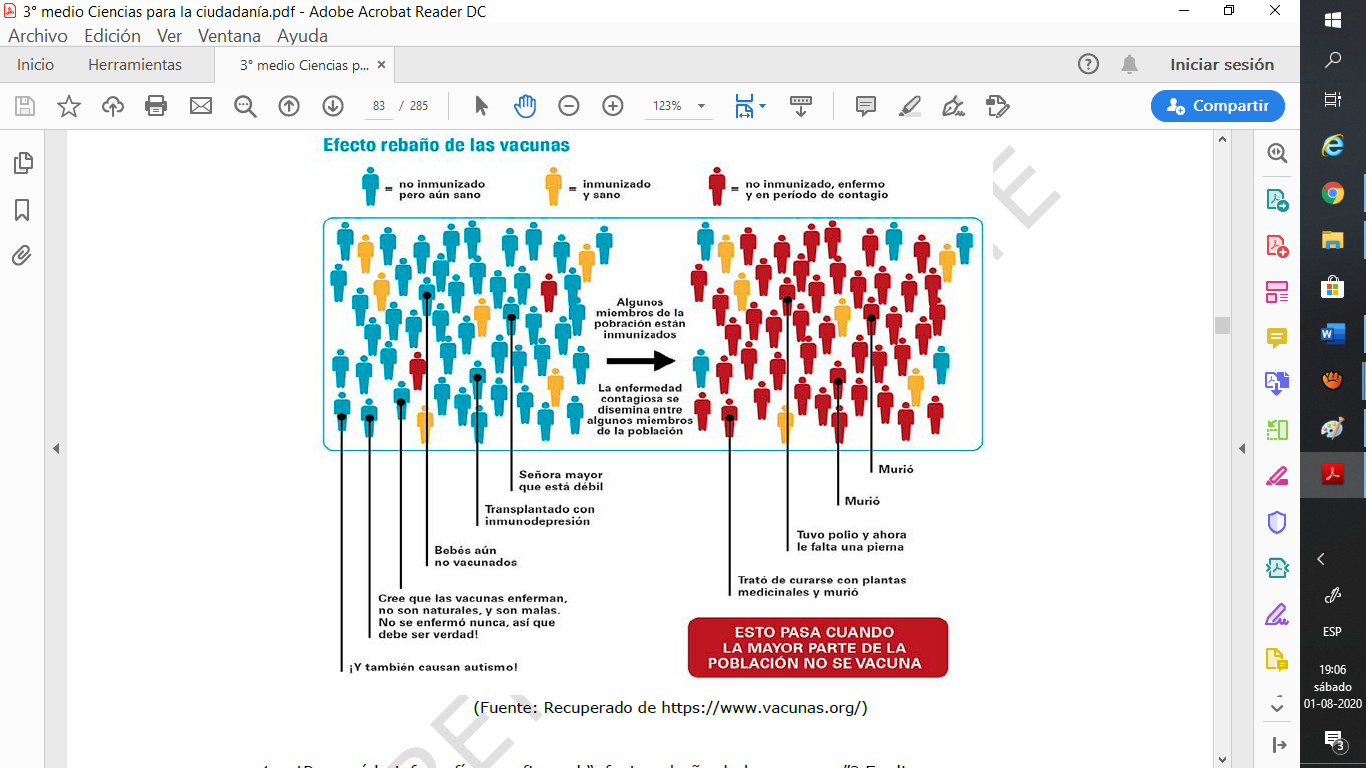 3° medio Ciencias para la ciudadanía.pdf - Adobe Acrobat Reader DC
Archivo Edición Ver Ventana Ayuda
Inicio Herramientas 3° medio Ciencias p... ×
Iniciar sesión
83 / 285 123% Compartir
Efecto rebaño de las vacunas
= no inmunizado
pero aún sano
= inmunizado
y sano
= no inmunizado, enfermo
y en período de contagio
Algunos
miembros de la
pobración están
inmunizados
La enfermedad
contagiosa se
disemina entre
algunos miembros
de la población
Señora mayor
que está débil
Transplantado con
inmunodepresión
Bebés aún
no vacunados
Cree que las vacunas enferman,
no son naturales, y son malas.
No se enfermó nunca, así que
debe ser verdad!
¡Y también causan autismo!
Murió
Murió
Tuvo polio y ahora
le falta una pierna
Trató de curarse con plantas
medicinales y murió
ESTO PASA CUANDO
LA MAYOR PARTE DE LA
POBLACIÓN NO SE VACUNA
(Fuente: Recuperado de https://www.vacunas.org/)
ESP
19:06
sábado
01-08-2020
3